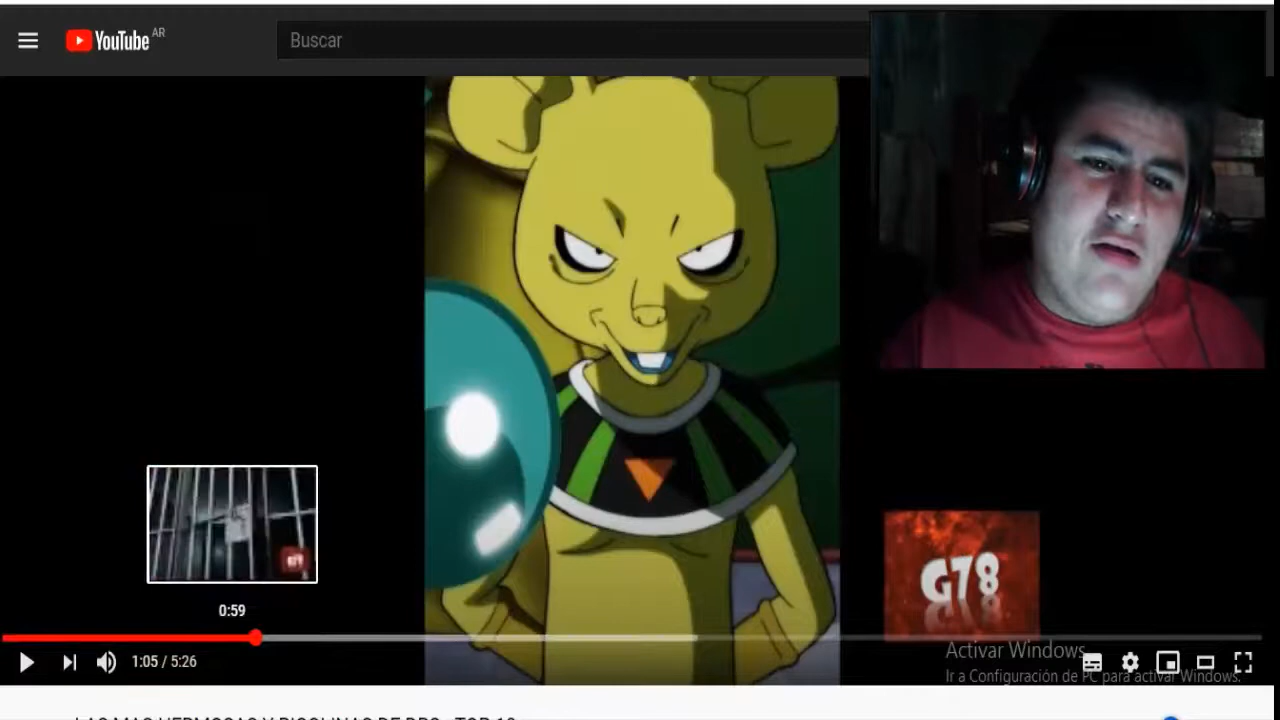 YouTube AR
Buscar
G78
0:59
1:05 / 5:26
Activar Windows
Ir a Configuración de PC para activar Windows.